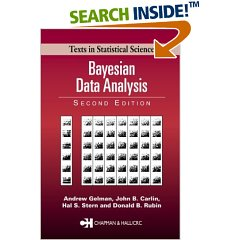 SEARCH INSIDE!™
Texts in Statistical Science
Bayesian
Data Analysis
SECOND EDITION
Andrew Gelman, John B. Carlin,
Hal S. Stern and Donald B. Rubin
CHAPMAN & HALL/CRC